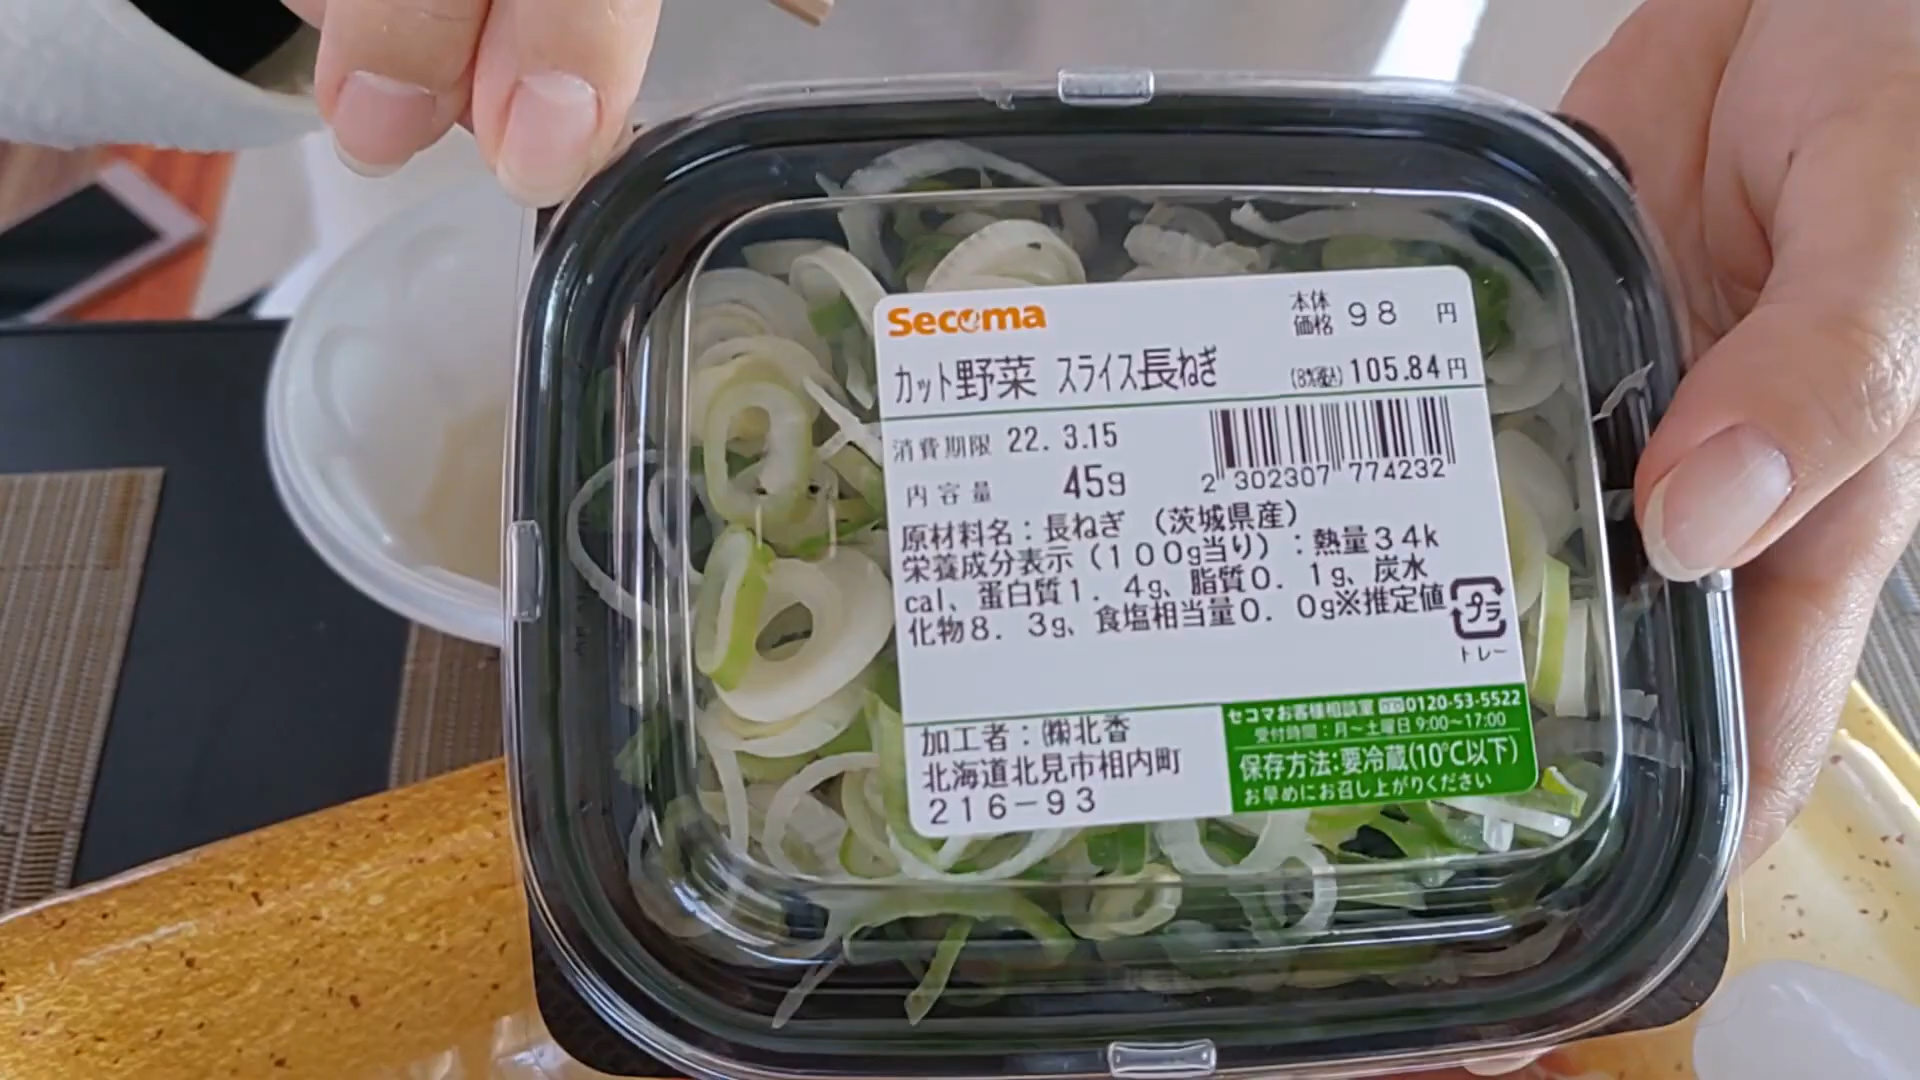 Secoma
本体価格 98 円
カット野菜 スライス長ねぎ
(8%税込) 105.84円
消費期限 22. 3.15
内容量 45g
2 302307 774232
原材料名：長ねぎ （茨城県産）
栄養成分表示（１００g当り）：熱量３４k
cal、蛋白質１．４g、脂質０．１g、炭水
化物８．３g、食塩相当量０．０g※推定値
プラ
トレー
加工者：㈱北香
北海道北見市相内町
２１６－９３
セコマお客様相談室 0120-53-5522
受付時間：月～土曜日 9:00～17:00
保存方法:要冷蔵(10℃以下)
お早めにお召し上がりください